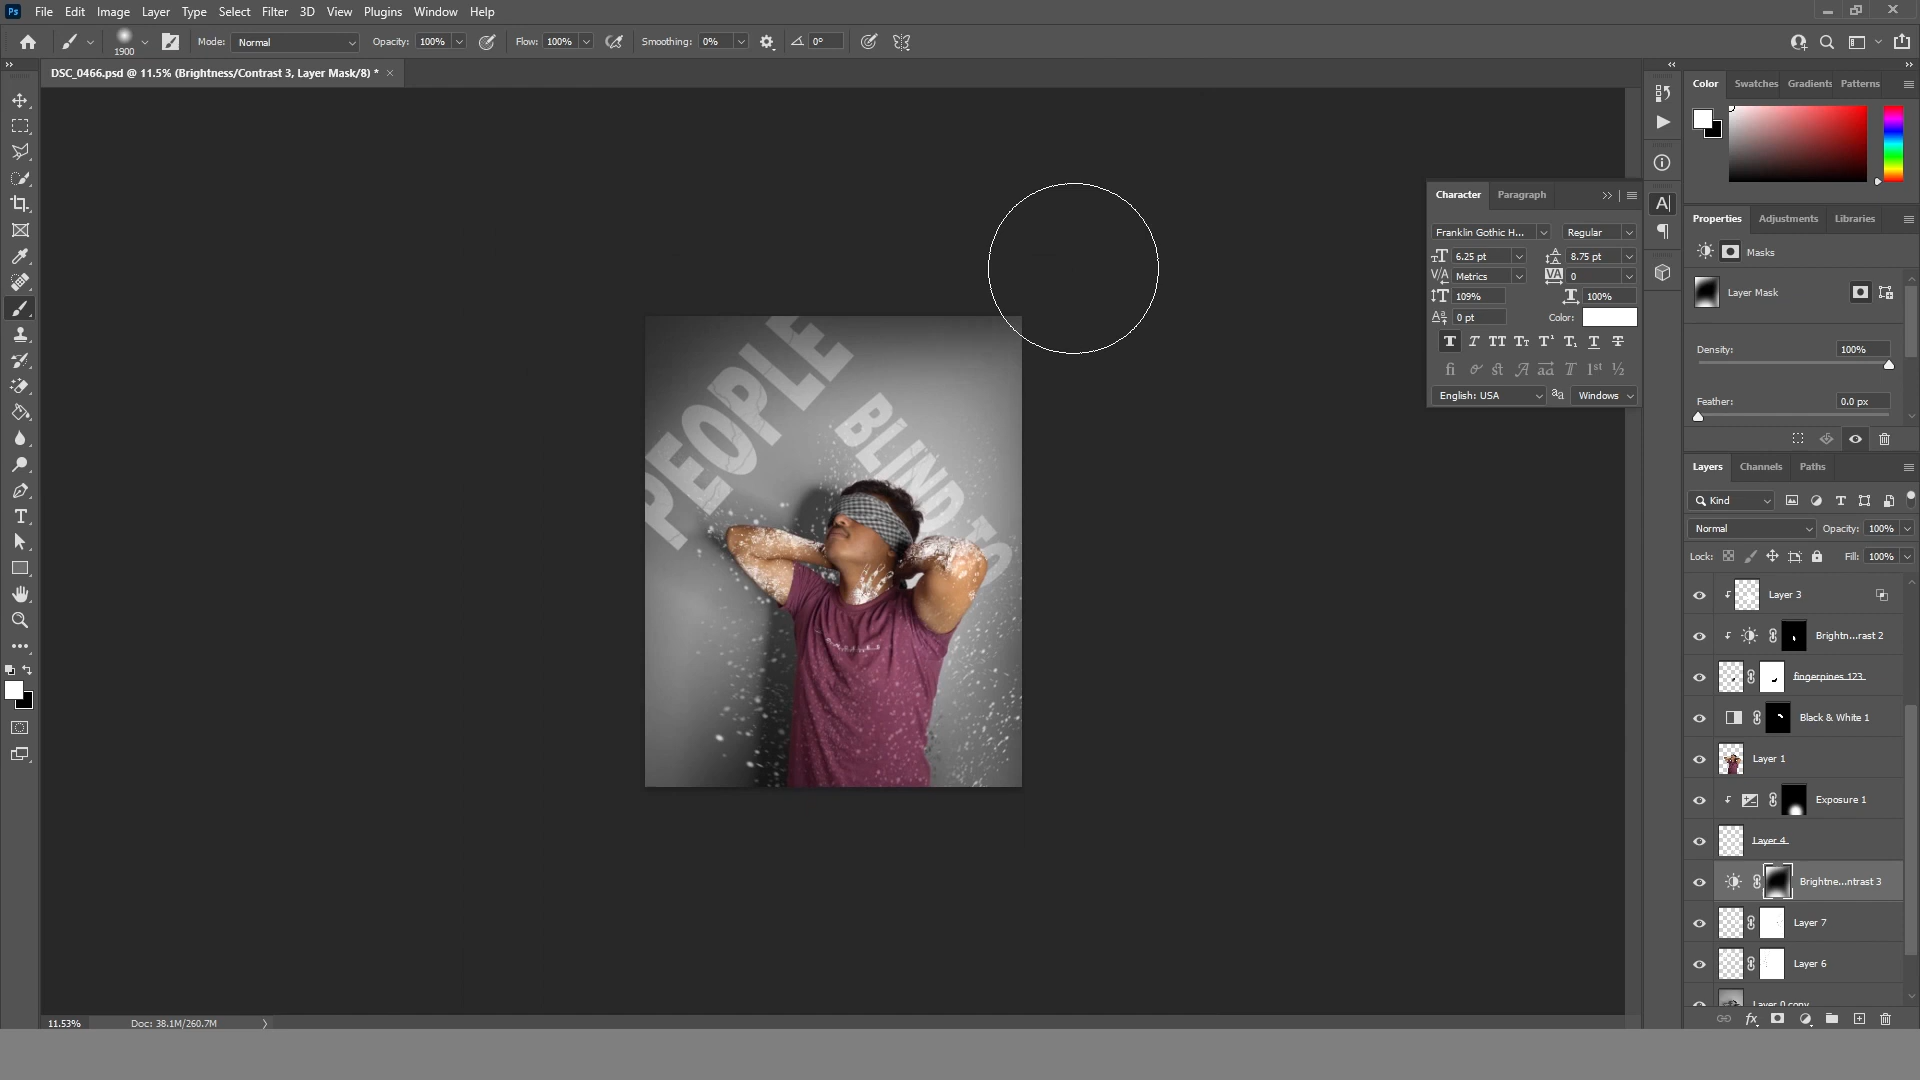 Ps File Edit Image Layer Type Select Filter 3D View Plugins Window Help
1900 Mode: Normal Opacity: 100% Flow: 100% Smoothing: 0% 0°
DSC_0466.psd @ 11.5% (Brightness/Contrast 3, Layer Mask/8) *
PEOPLE
BLIND TO
Character Paragraph
Franklin Gothic H... Regular
6.25 pt 8.75 pt
Metrics 0
109% 100%
0 pt Color:
English: USA Windows
Color Swatches Gradients Patterns
Properties Adjustments Libraries
Masks
Layer Mask
Density: 100%
Feather: 0.0 px
Layers Channels Paths
Kind
Normal Opacity: 100%
Lock: Fill: 100%
Layer 3
Brightn...rast 2
fingerpines 123
Black & White 1
Layer 1
Exposure 1
Layer 4
Brightne...ntrast 3
Layer 7
Layer 6
Layer 0 copy
11.53% Doc: 38.1M/260.7M